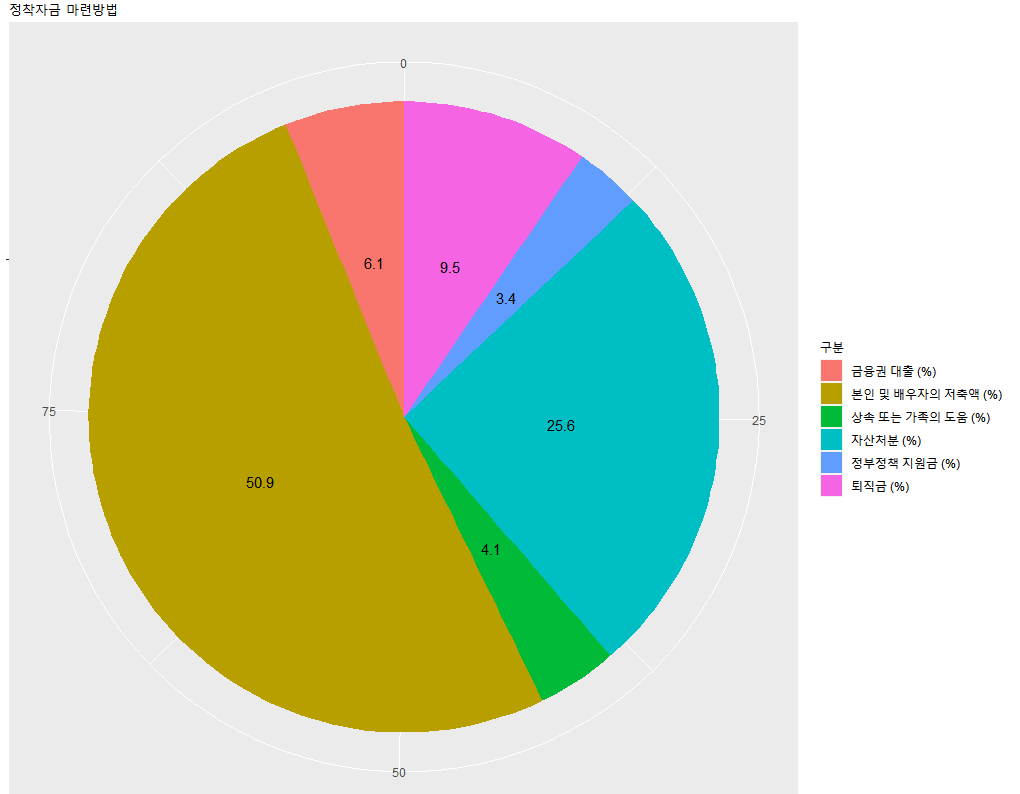 정착자금 마련방법
0
6.1
9.5
3.4
25.6
75
25
50.9
4.1
50
구분
금융권 대출 (%)
본인 및 배우자의 저축액 (%)
상속 또는 가족의 도움 (%)
자산처분 (%)
정부정책 지원금 (%)
퇴직금 (%)